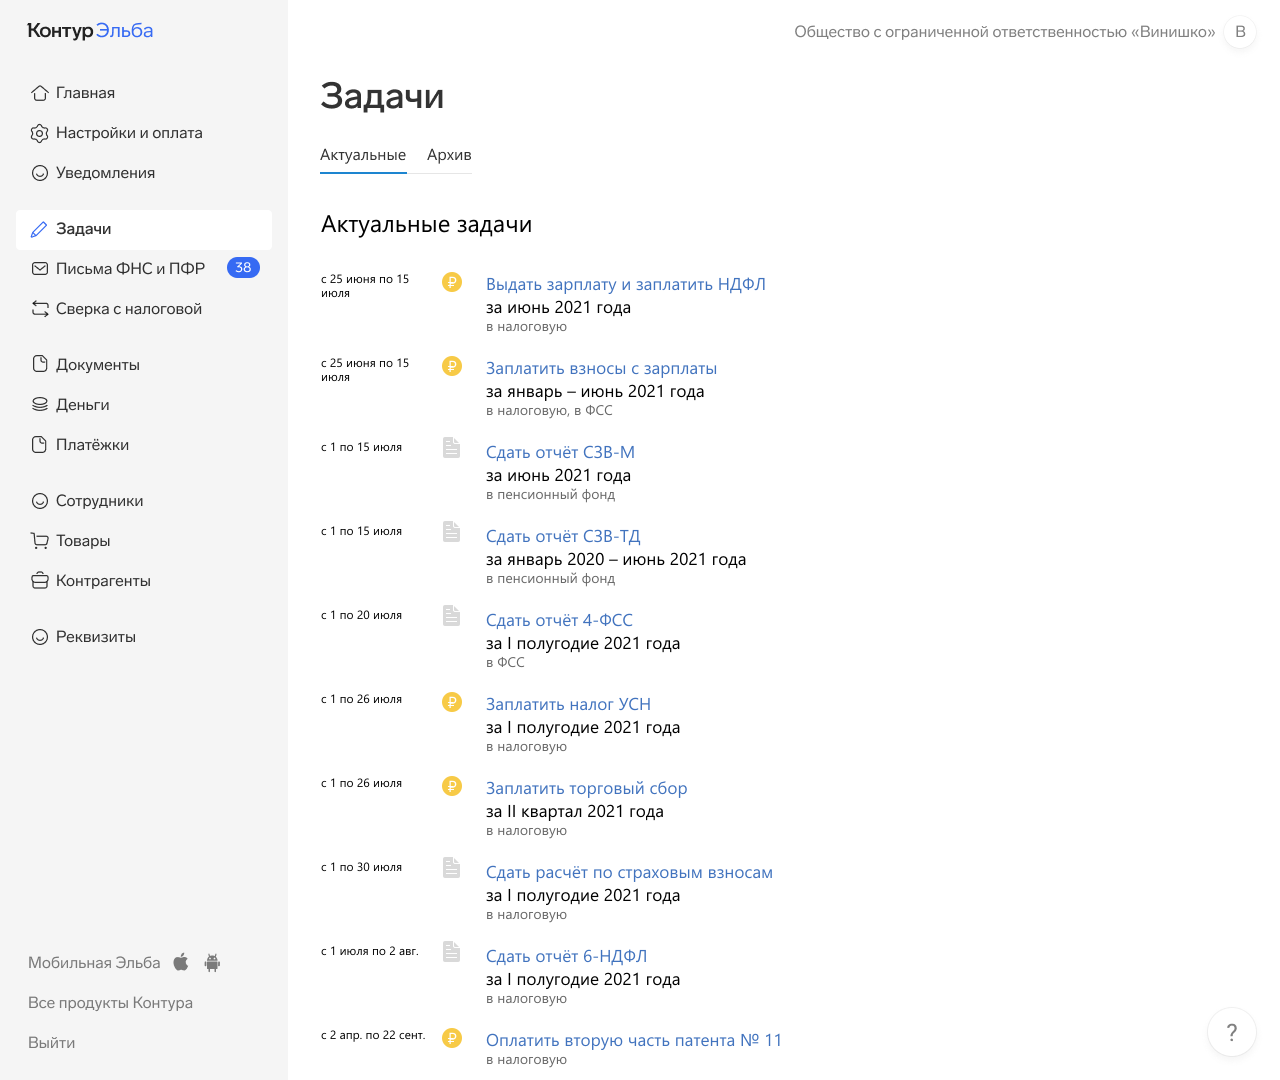 Контур Эльба
Общество с ограниченной ответственностью «Винишко» В
Главная
Настройки и оплата
Уведомления
Задачи
Письма ФНС и ПФР 38
Сверка с налоговой
Документы
Деньги
Платёжки
Сотрудники
Товары
Контрагенты
Реквизиты
Мобильная Эльба
Все продукты Контура
Выйти
Задачи
Актуальные Архив
Актуальные задачи
с 25 июня по 15
июля
Выдать зарплату и заплатить НДФЛ
за июнь 2021 года
в налоговую
с 25 июня по 15
июля
Заплатить взносы с зарплаты
за январь – июнь 2021 года
в налоговую, в ФСС
с 1 по 15 июля
Сдать отчёт СЗВ-М
за июнь 2021 года
в пенсионный фонд
с 1 по 15 июля
Сдать отчёт СЗВ-ТД
за январь 2020 – июнь 2021 года
в пенсионный фонд
с 1 по 20 июля
Сдать отчёт 4-ФСС
за I полугодие 2021 года
в ФСС
с 1 по 26 июля
Заплатить налог УСН
за I полугодие 2021 года
в налоговую
с 1 по 26 июля
Заплатить торговый сбор
за II квартал 2021 года
в налоговую
с 1 по 30 июля
Сдать расчёт по страховым взносам
за I полугодие 2021 года
в налоговую
с 1 июля по 2 авг.
Сдать отчёт 6-НДФЛ
за I полугодие 2021 года
в налоговую
с 2 апр. по 22 сент.
Оплатить вторую часть патента № 11
в налоговую
?